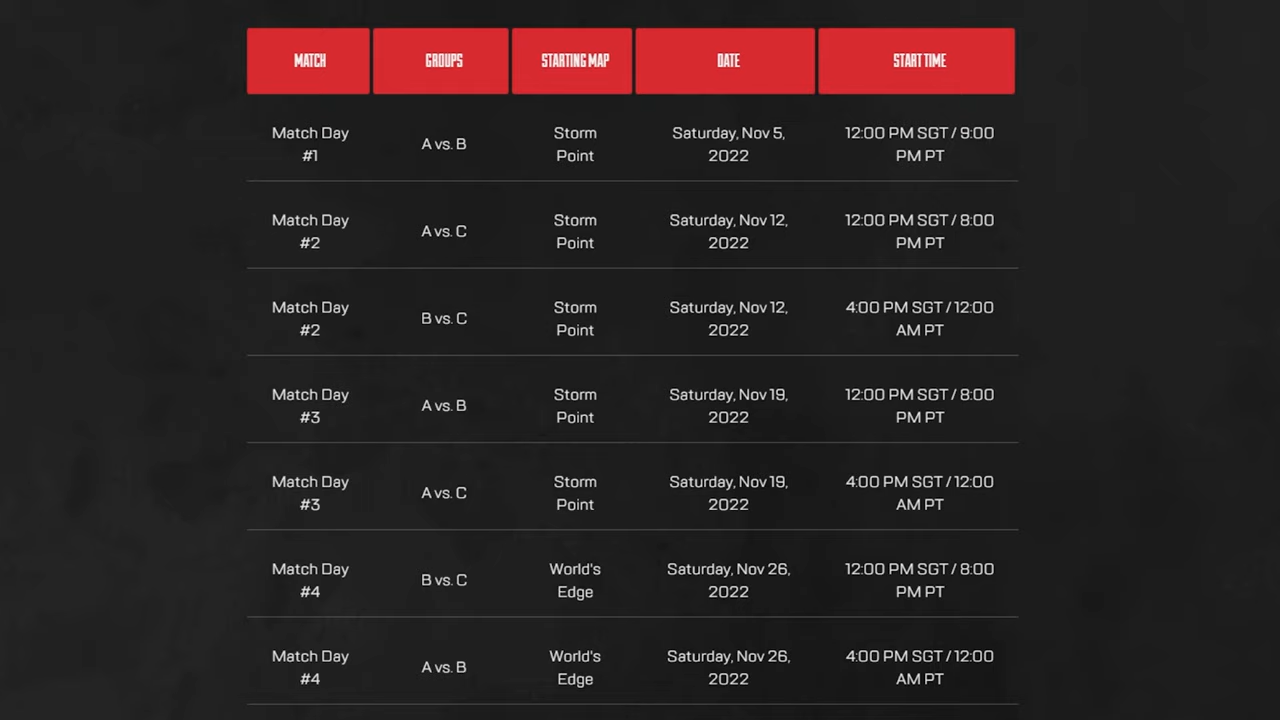 MATCH GROUPS STARTING MAP DATE START TIME
Match Day
#1
A vs. B
Storm
Point
Saturday, Nov 5,
2022
12:00 PM SGT / 9:00
PM PT
Match Day
#2
A vs. C
Storm
Point
Saturday, Nov 12,
2022
12:00 PM SGT / 8:00
PM PT
Match Day
#2
B vs. C
Storm
Point
Saturday, Nov 12,
2022
4:00 PM SGT / 12:00
AM PT
Match Day
#3
A vs. B
Storm
Point
Saturday, Nov 19,
2022
12:00 PM SGT / 8:00
PM PT
Match Day
#3
A vs. C
Storm
Point
Saturday, Nov 19,
2022
4:00 PM SGT / 12:00
AM PT
Match Day
#4
B vs. C
World's
Edge
Saturday, Nov 26,
2022
12:00 PM SGT / 8:00
PM PT
Match Day
#4
A vs. B
World's
Edge
Saturday, Nov 26,
2022
4:00 PM SGT / 12:00
AM PT